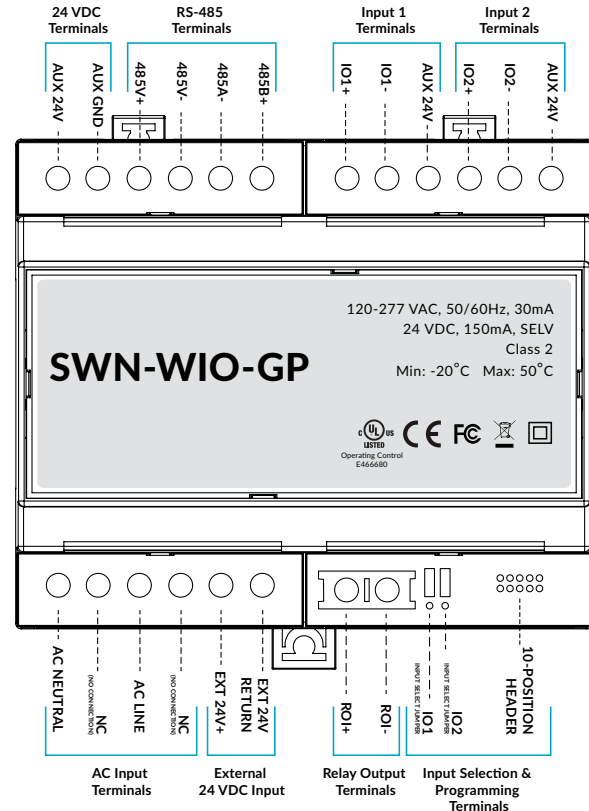 24 VDC
Terminals
RS-485
Terminals
Input 1
Terminals
Input 2
Terminals
AUX 24V
AUX GND
485V+
485V-
485A-
485B+
IO1+
IO1-
AUX 24V
IO2+
IO2-
AUX 24V
SWN-WIO-GP
120-277 VAC, 50/60Hz, 30mA
24 VDC, 150mA, SELV
Class 2
Min: -20°C Max: 50°C
C UL US
LISTED
Operating Control
E466680
CE FC
AC NEUTRAL
NC
(NO CONNECTION)
AC LINE
NC
(NO CONNECTION)
EXT 24V+
EXT 24V
RETURN
ROI+
ROI-
IO1
INPUT SELECT JUMPER
IO2
INPUT SELECT JUMPER
10-POSITION
HEADER
AC Input
Terminals
External
24 VDC Input
Relay Output
Terminals
Input Selection &
Programming
Terminals